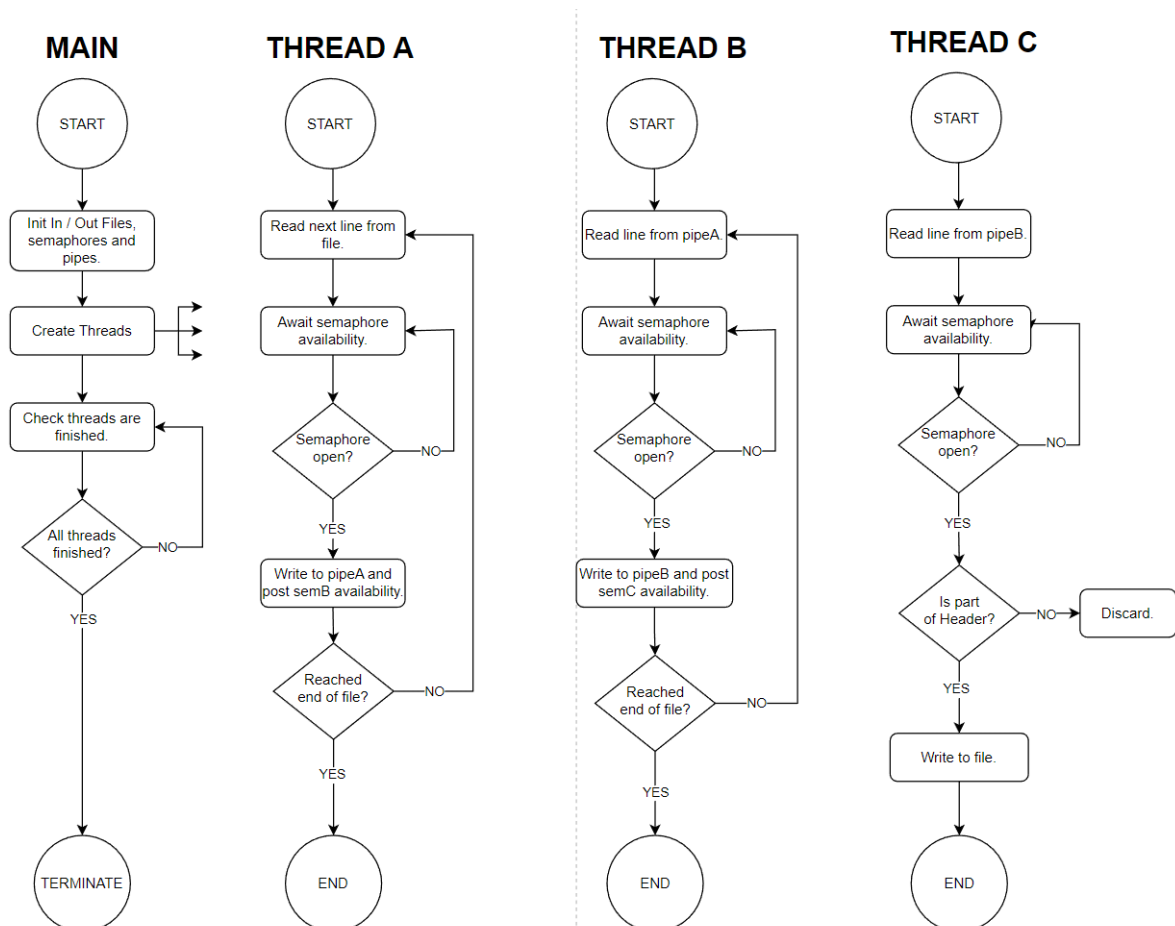 MAIN
START
Init In / Out Files,
semaphores and
pipes.
Create Threads
Check threads are
finished.
All threads
finished?
NO
YES
TERMINATE
THREAD A
START
Read next line from
file.
Await semaphore
availability.
Semaphore
open?
NO
YES
Write to pipeA and
post semB availability.
Reached
end of file?
NO
YES
END
THREAD B
START
Read line from pipeA.
Await semaphore
availability.
Semaphore
open?
NO
YES
Write to pipeB and post
semC availability.
Reached
end of file?
NO
YES
END
THREAD C
START
Read line from pipeB.
Await semaphore
availability.
Semaphore
open?
NO
YES
Is part
of Header?
NO
Discard.
YES
Write to file.
END